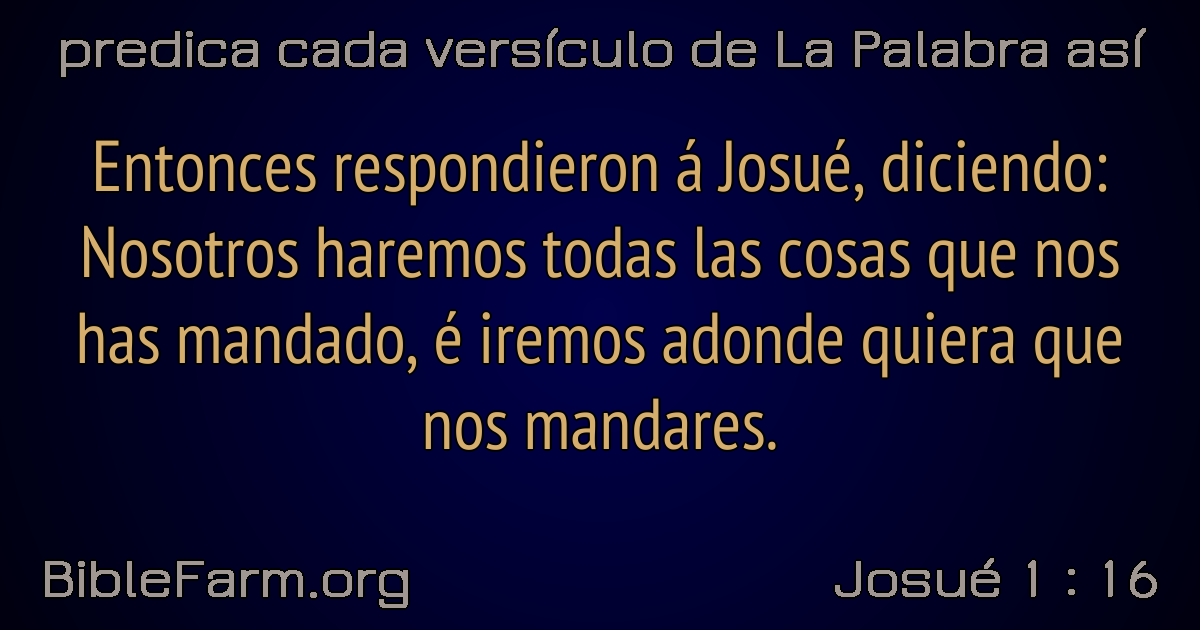 predica cada versículo de La Palabra así
Entonces respondieron á Josué, diciendo:
Nosotros haremos todas las cosas que nos
has mandado, é iremos adonde quiera que
nos mandares.
BibleFarm.org
Josué 1 : 16